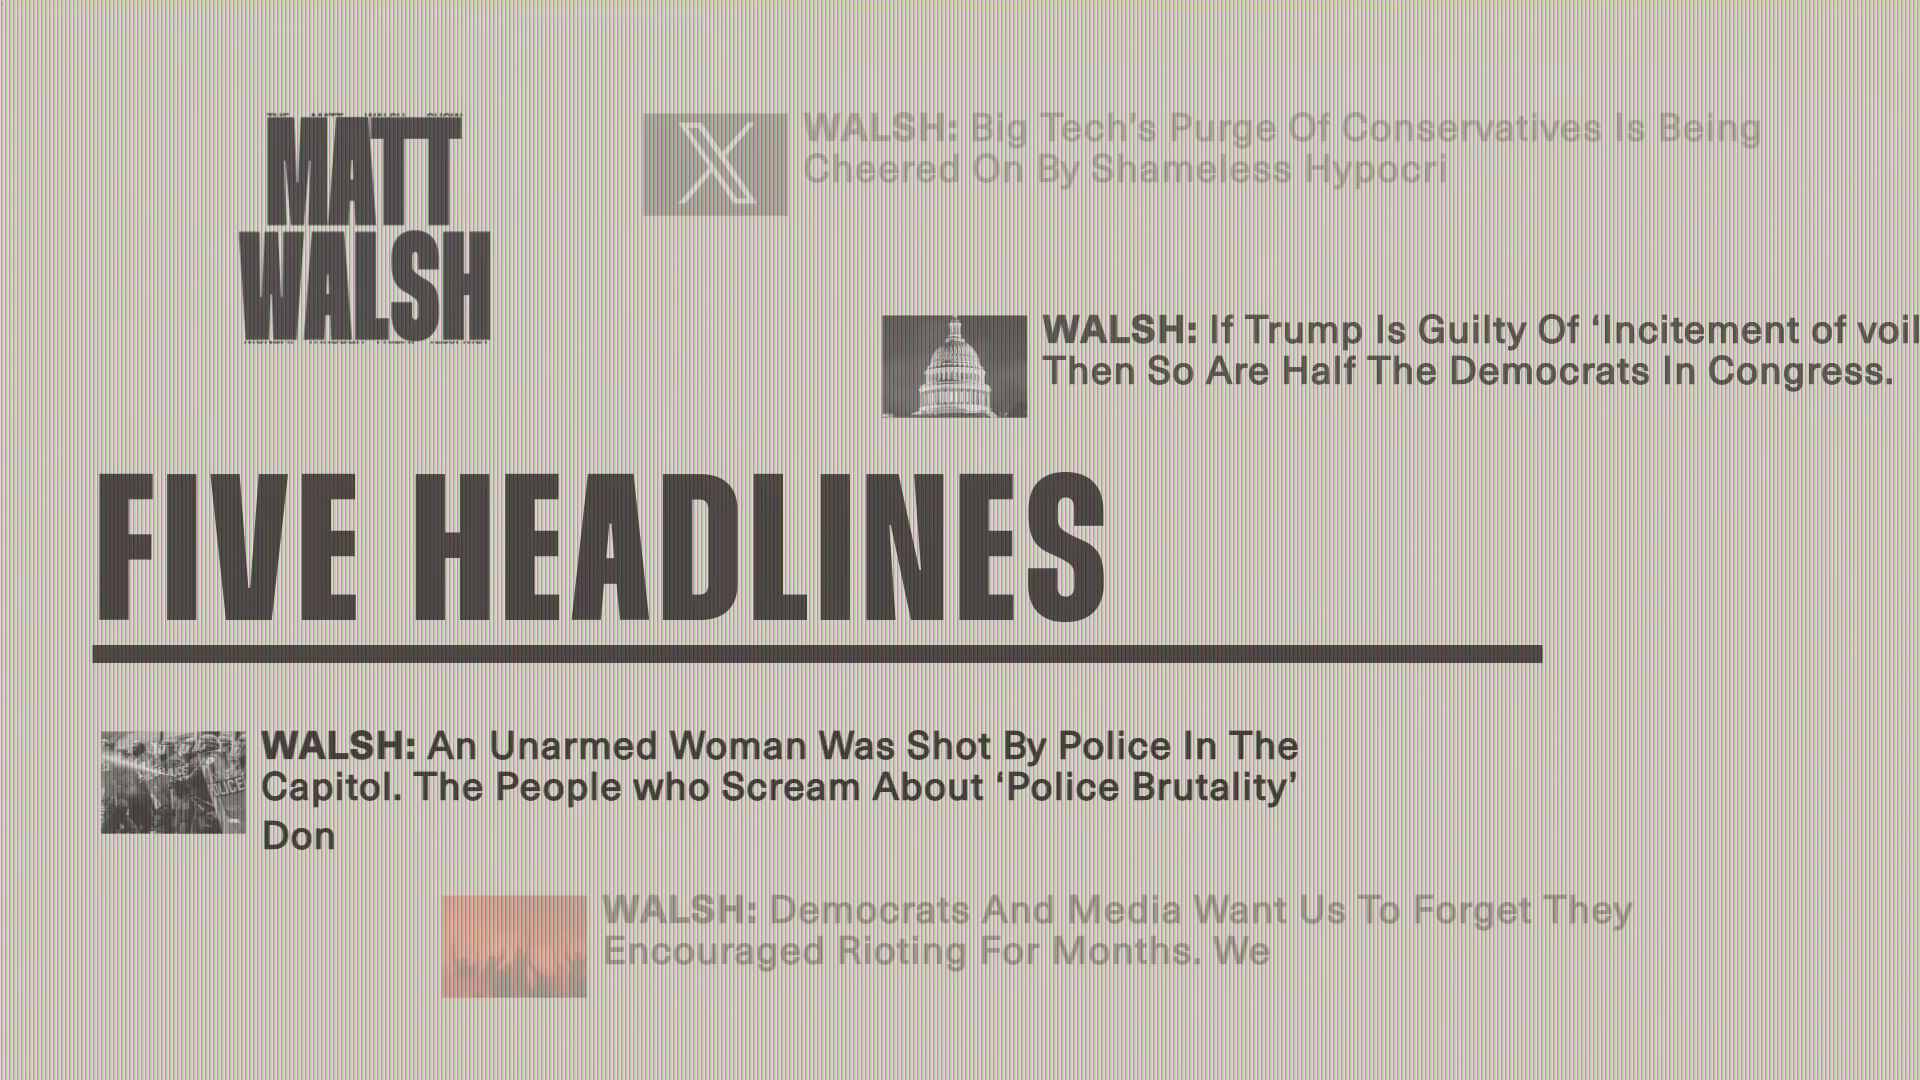 MATT
WALSH
WALSH: Big Tech's Purge Of Conservatives Is Being
Cheered On By Shameless Hypocri
WALSH: If Trump Is Guilty Of ‘Incitement of voil
Then So Are Half The Democrats In Congress.
FIVE HEADLINES
WALSH: An Unarmed Woman Was Shot By Police In The
Capitol. The People who Scream About ‘Police Brutality’
Don
POLICE
WALSH: Democrats And Media Want Us To Forget They
Encouraged Rioting For Months. We